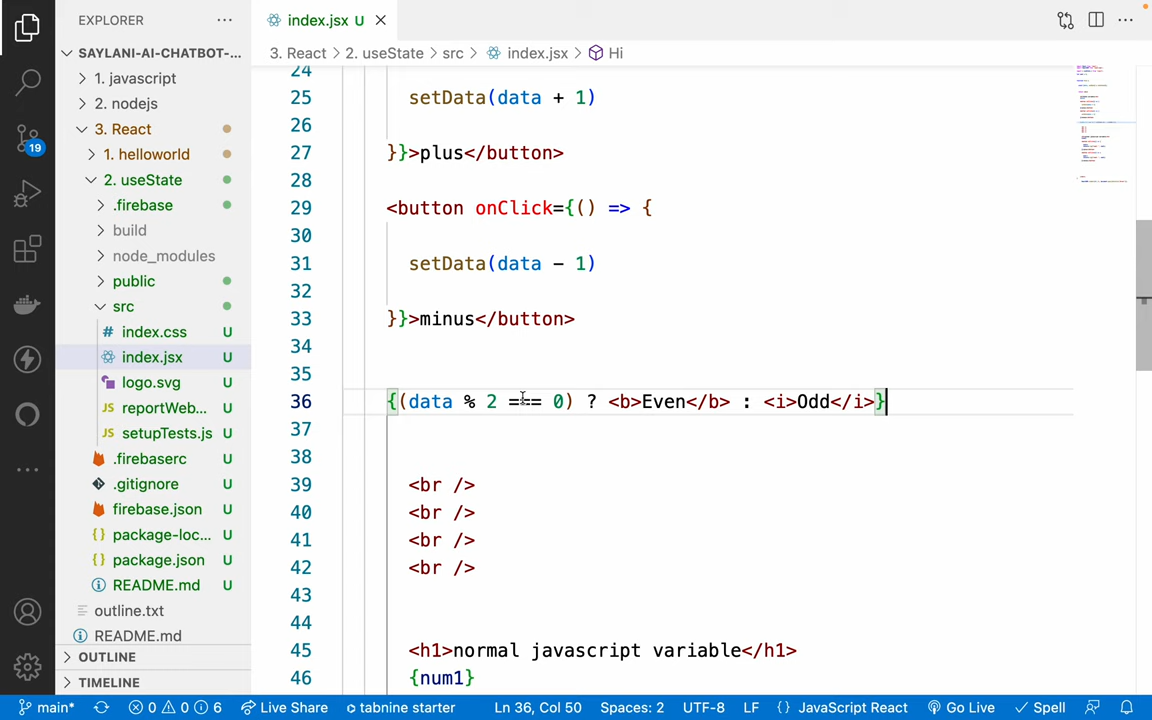 EXPLORER
index.jsx U
SAYLANI-AI-CHATBOT-...
3. React > 2. useState > src > index.jsx > Hi
1. javascript
2. nodejs
3. React
1. helloworld
2. useState
.firebase
build
node_modules
public
src
index.css U
index.jsx U
logo.svg U
reportWeb... U
setupTests.js U
.firebaserc U
.gitignore U
firebase.json U
package-loc... U
package.json U
README.md U
outline.txt
README.md
OUTLINE
TIMELINE
19
24
25 setData(data + 1)
26
27 }}>plus</button>
28
29 <button onClick={() => {
30
31 setData(data - 1)
32
33 }}>minus</button>
34
35
36 {(data % 2 === 0) ? <b>Even</b> : <i>Odd</i>}
37
38
39 <br />
40 <br />
41 <br />
42 <br />
43
44
45 <h1>normal javascript variable</h1>
46 {num1}
main* 0 0 6 Live Share tabnine starter Ln 36, Col 50 Spaces: 2 UTF-8 LF {} JavaScript React Go Live Spell